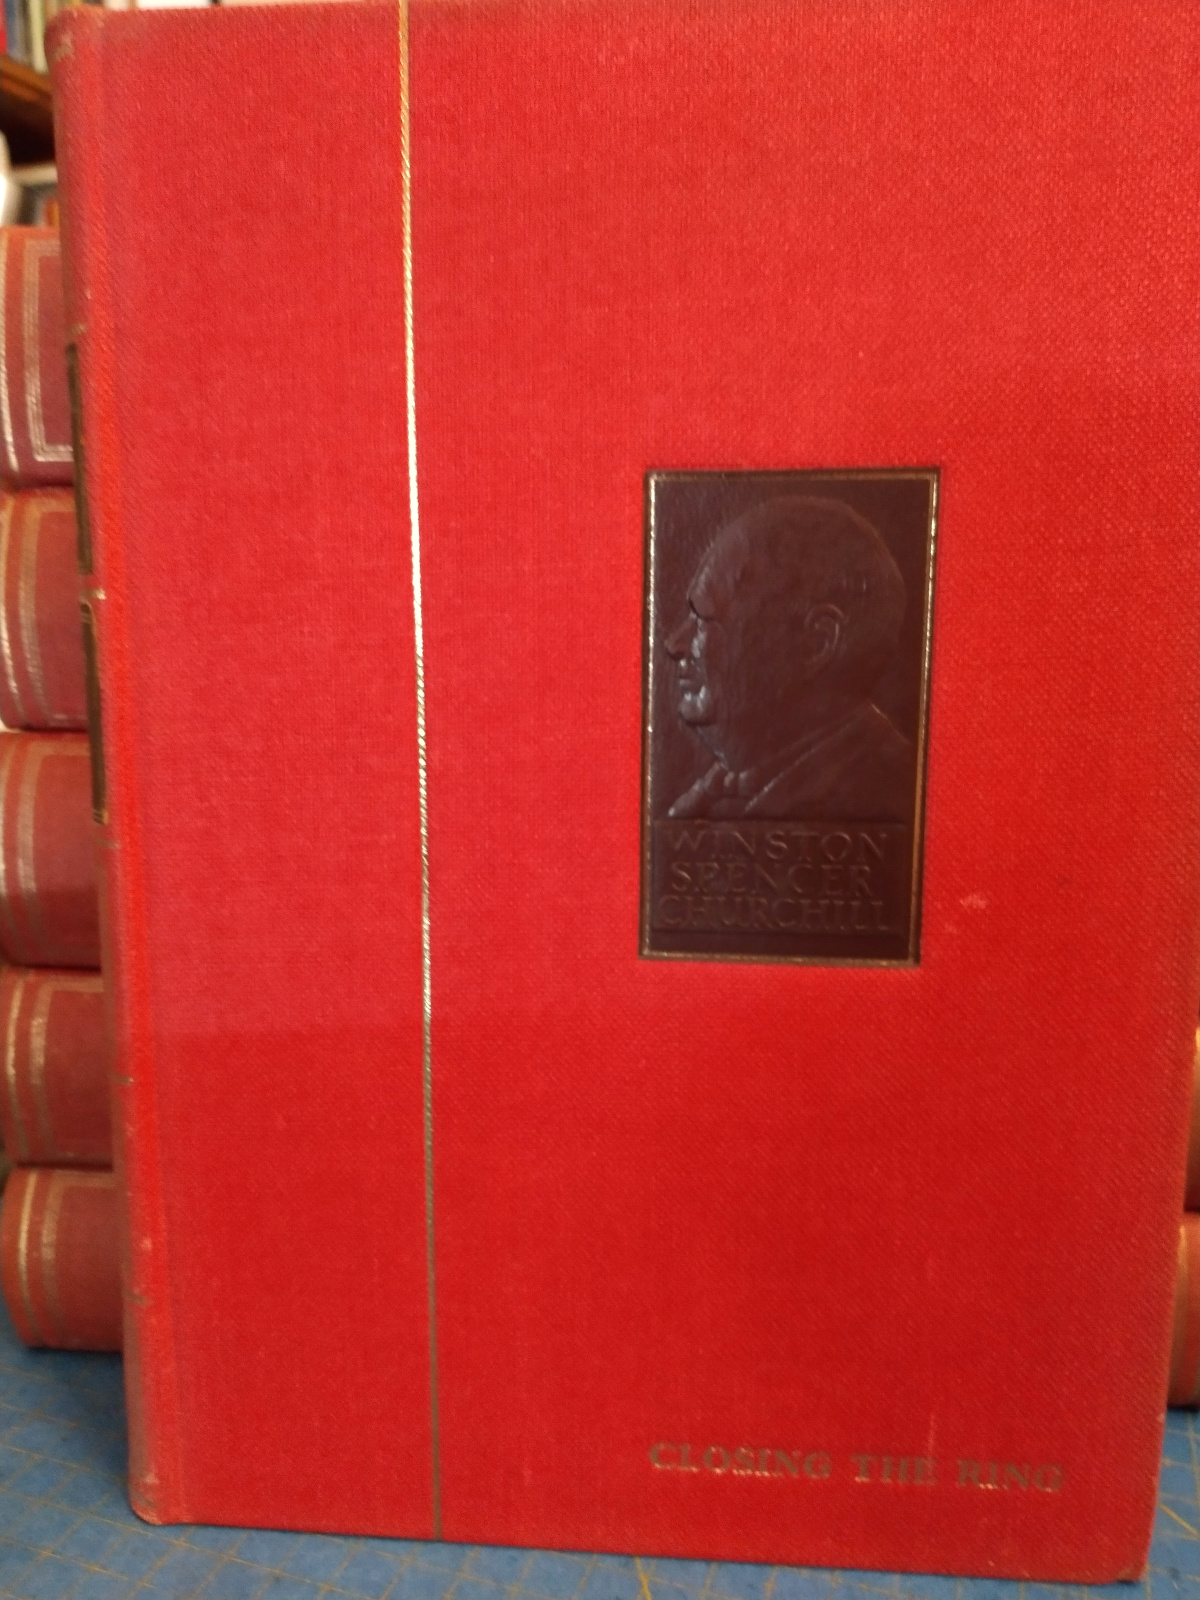 WINSTON
SPENCER
CHURCHILL
CLOSING THE RING